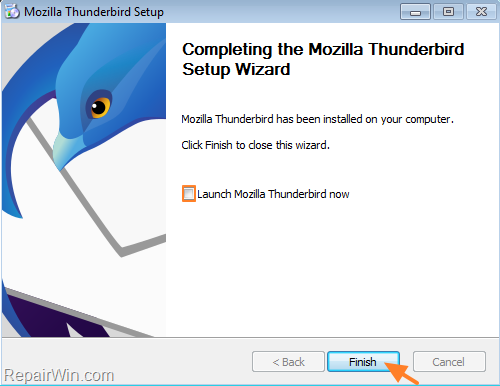 Mozilla Thunderbird Setup
Completing the Mozilla Thunderbird
Setup Wizard
Mozilla Thunderbird has been installed on your computer.
Click Finish to close this wizard.
Launch Mozilla Thunderbird now
< Back
Finish
Cancel
RepairWin.com